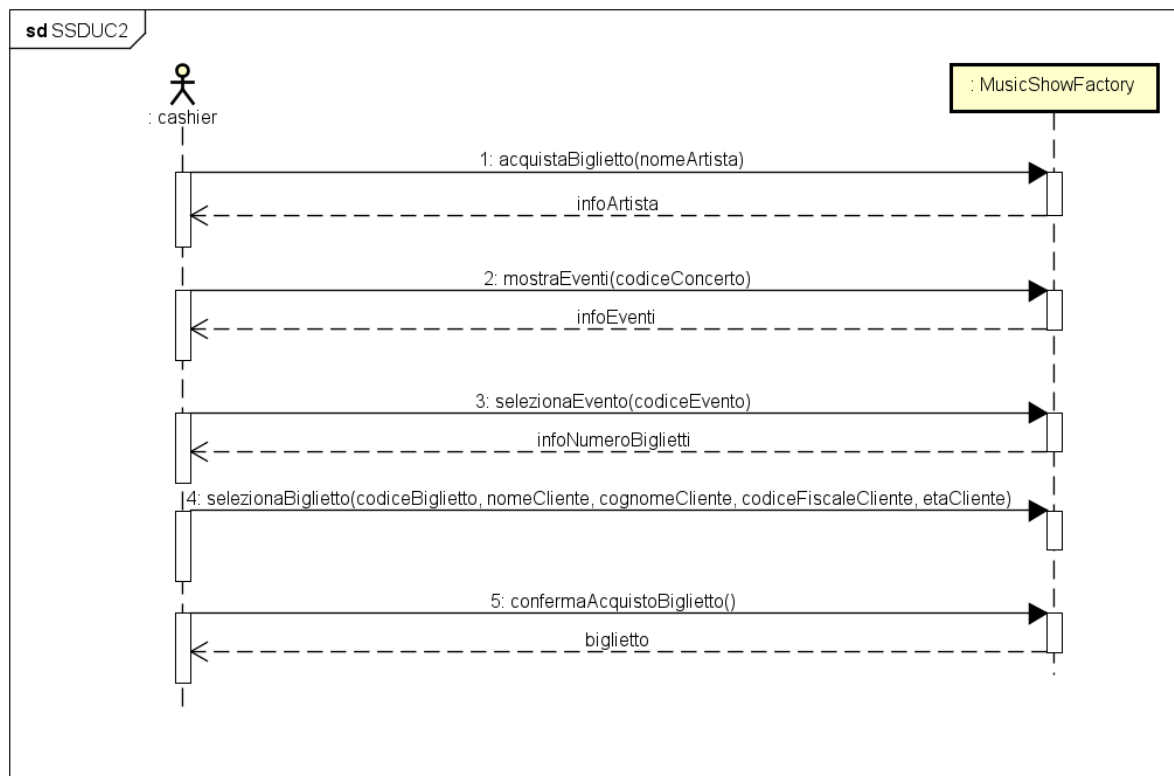 sd SSDUC2
: cashier
: MusicShowFactory
1: acquistaBiglietto(nomeArtista)
infoArtista
2: mostraEventi(codiceConcerto)
infoEventi
3: selezionaEvento(codiceEvento)
infoNumeroBiglietti
4: selezionaBiglietto(codiceBiglietto, nomeCliente, cognomeCliente, codiceFiscaleCliente, etaCliente)
5: confermaAcquistoBiglietto()
biglietto